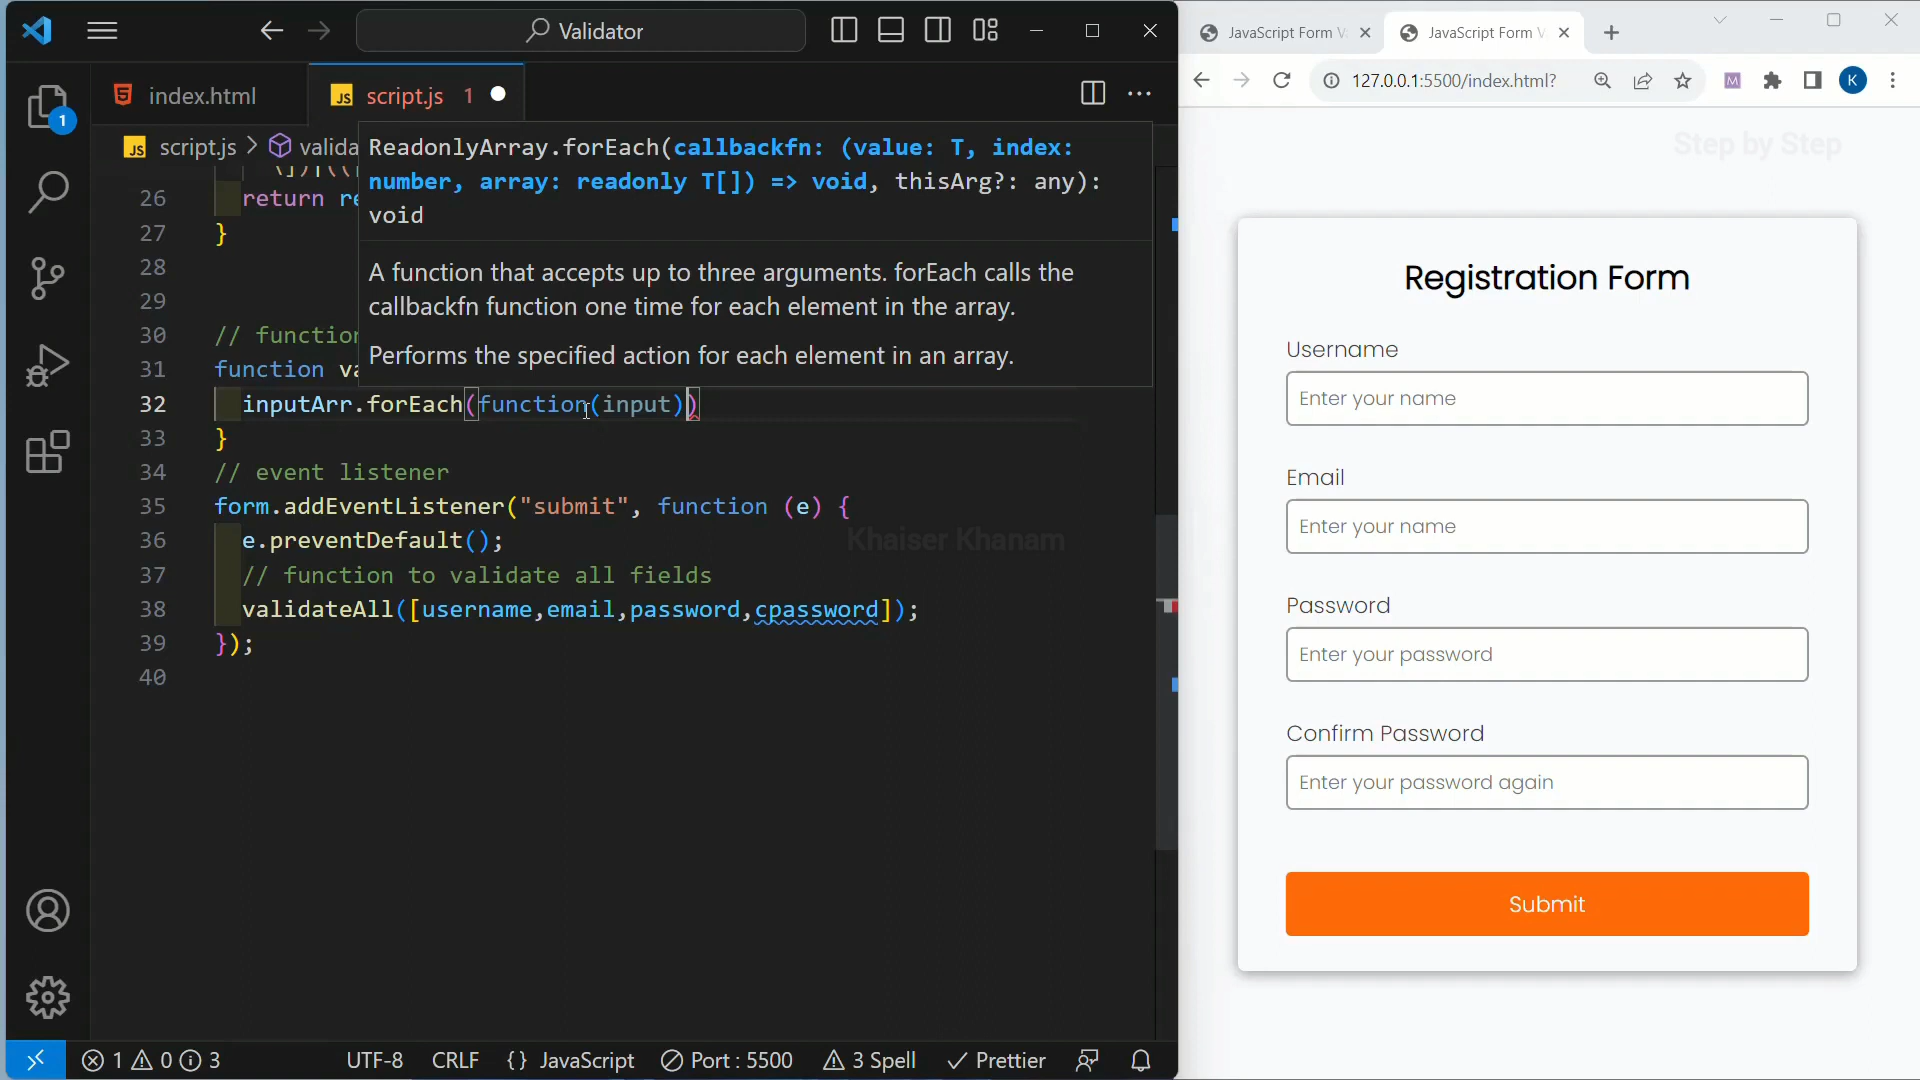 Validator
index.html
script.js 1
script.js > valida
ReadonlyArray.forEach(callbackfn: (value: T, index:
number, array: readonly T[]) => void, thisArg?: any):
void
A function that accepts up to three arguments. forEach calls the
callbackfn function one time for each element in the array.
Performs the specified action for each element in an array.
26 return re
27 }
28
29
30 // function
31 function va
32 inputArr.forEach(function(input))
33 }
34 // event listener
35 form.addEventListener("submit", function (e) {
36 e.preventDefault();
37 // function to validate all fields
38 validateAll([username,email,password,cpassword]);
39 });
40
Khaiser Khanam
1
1 0 3
UTF-8
CRLF
{} JavaScript
Port : 5500
3 Spell
Prettier
JavaScript Form V
JavaScript Form V
127.0.0.1:5500/index.html?
M
K
Step by Step
Registration Form
Username
Enter your name
Email
Enter your name
Password
Enter your password
Confirm Password
Enter your password again
Submit